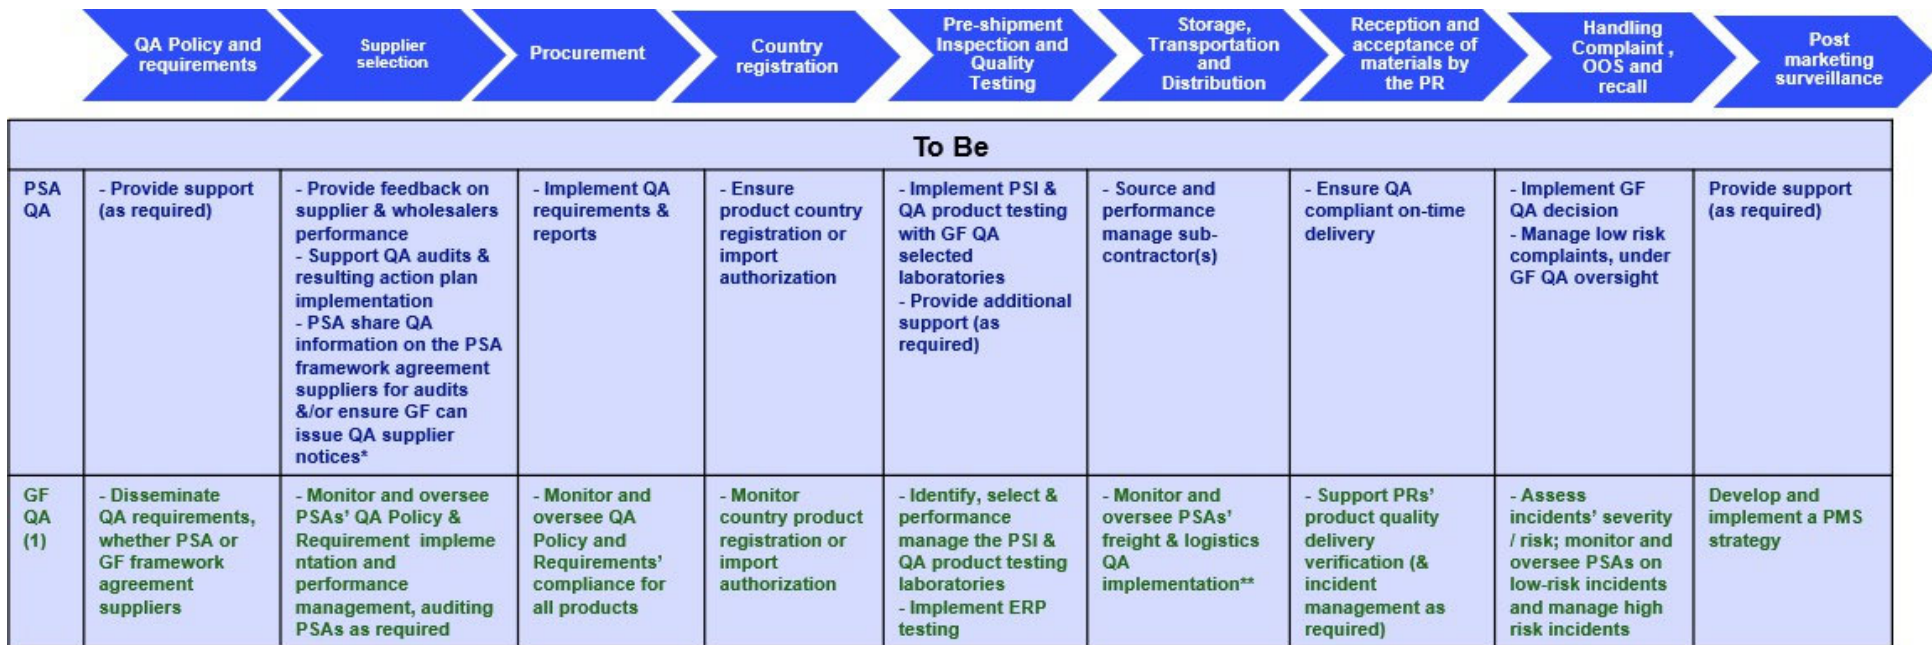 QA Policy and
requirements
Supplier
selection
Procurement
Country
registration
Pre-shipment
Inspection and
Quality
Testing
Storage,
Transportation
and
Distribution
Reception and
acceptance of
materials by
the PR
Handling
Complaint ,
OOS and
recall
Post
marketing
surveillance
To Be
PSA
QA
- Provide support
(as required)
- Provide feedback on
supplier & wholesalers
performance
- Support QA audits &
resulting action plan
implementation
- PSA share QA
information on the PSA
framework agreement
suppliers for audits
&/or ensure GF can
issue QA supplier
notices*
- Implement QA
requirements &
reports
- Ensure
product country
registration or
import
authorization
- Implement PSI &
QA product testing
with GF QA
selected
laboratories
- Provide additional
support (as
required)
- Source and
performance
manage sub-
contractor(s)
- Ensure QA
compliant on-time
delivery
- Implement GF
QA decision
- Manage low risk
complaints, under
GF QA oversight
Provide support
(as required)
GF
QA
(1)
- Disseminate
QA requirements,
whether PSA or
GF framework
agreement
suppliers
- Monitor and oversee
PSAs' QA Policy &
Requirement impleme
ntation and
performance
management, auditing
PSAs as required
- Monitor and
oversee QA
Policy and
Requirements'
compliance for
all products
- Monitor
country product
registration or
import
authorization
- Identify, select &
performance
manage the PSI &
QA product testing
laboratories
- Implement ERP
testing
- Monitor and
oversee PSAs'
freight & logistics
QA
implementation**
- Support PRs'
product quality
delivery
verification (&
incident
management as
required)
- Assess
incidents' severity
/ risk; monitor and
oversee PSAs on
low-risk incidents
and manage high
risk incidents
Develop and
implement a PMS
strategy